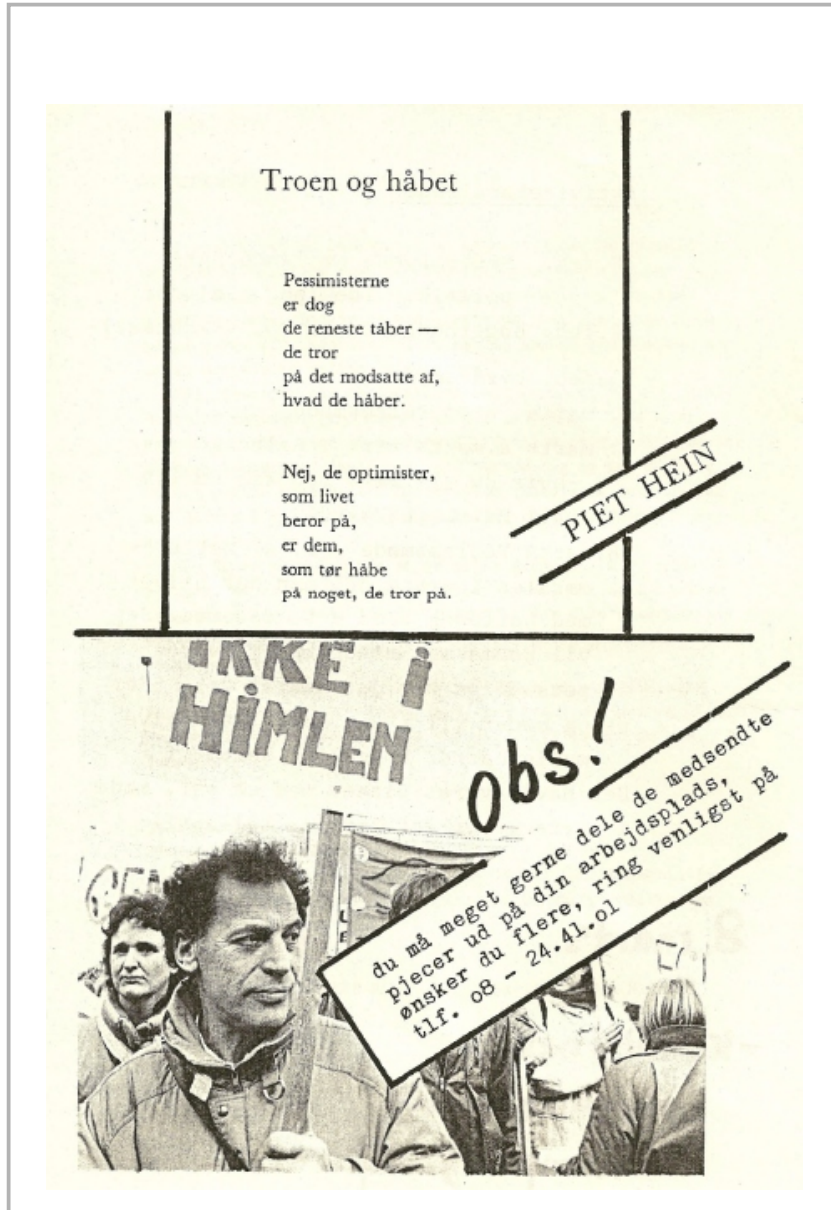 Troen og håbet
Pessimisterne
er dog
de reneste tåber —
de tror
på det modsatte af,
hvad de håber.
Nej, de optimister,
som livet
beror på,
er dem,
som tør håbe
på noget, de tror på.
PIET HEIN
IKKE i
HiMLEN
Obs!
du må meget gerne dele de medsendte
pjecer ud på din arbejdsplads,
ønsker du flere, ring venligst på
tlf. o8 - 24.41.o1